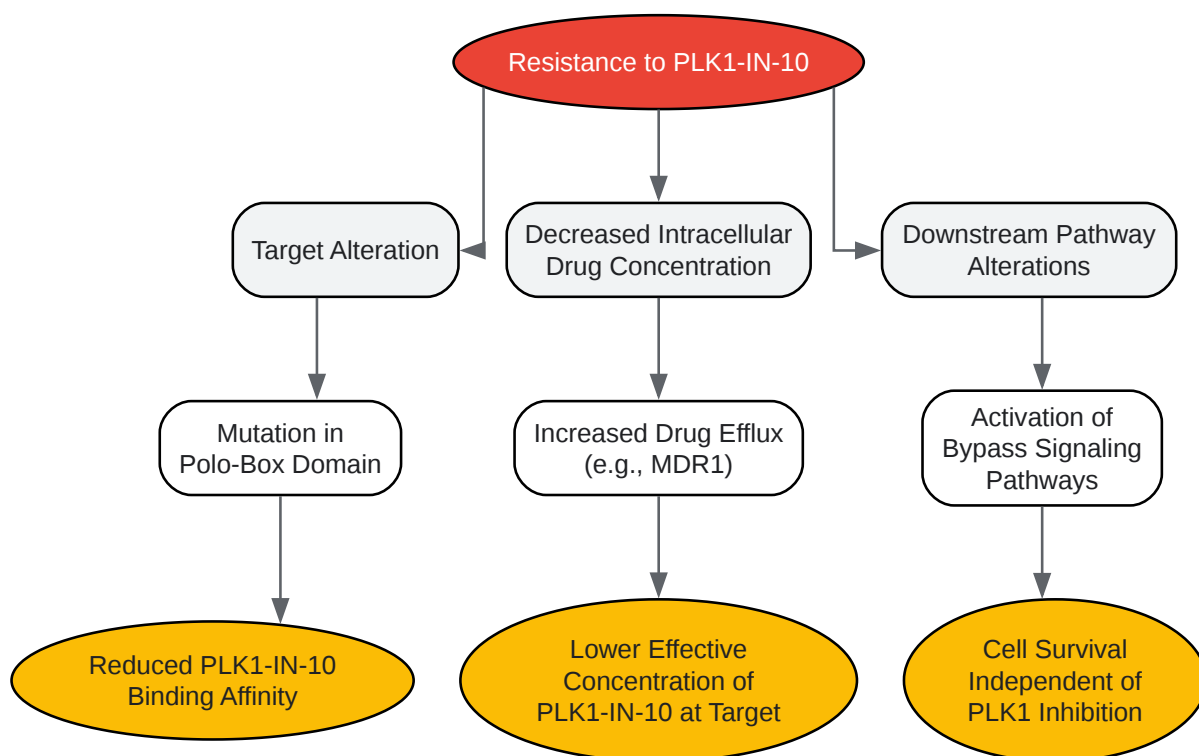 Resistance to PLK1-IN-10
Target Alteration
Decreased Intracellular
Drug Concentration
Downstream Pathway
Alterations
Mutation in
Polo-Box Domain
Increased Drug Efflux
(e.g., MDR1)
Activation of
Bypass Signaling
Pathways
Reduced PLK1-IN-10
Binding Affinity
Lower Effective
Concentration of
PLK1-IN-10 at Target
Cell Survival
Independent of
PLK1 Inhibition